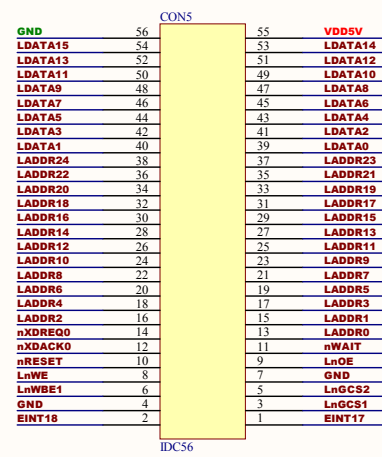 CON5
GND 56 55 VDD5V
LDATA15 54 53 LDATA14
LDATA13 52 51 LDATA12
LDATA11 50 49 LDATA10
LDATA9 48 47 LDATA8
LDATA7 46 45 LDATA6
LDATA5 44 43 LDATA4
LDATA3 42 41 LDATA2
LDATA1 40 39 LDATA0
LADDR24 38 37 LADDR23
LADDR22 36 35 LADDR21
LADDR20 34 33 LADDR19
LADDR18 32 31 LADDR17
LADDR16 30 29 LADDR15
LADDR14 28 27 LADDR13
LADDR12 26 25 LADDR11
LADDR10 24 23 LADDR9
LADDR8 22 21 LADDR7
LADDR6 20 19 LADDR5
LADDR4 18 17 LADDR3
LADDR2 16 15 LADDR1
nXDREQ0 14 13 LADDR0
nXDACK0 12 11 nWAIT
nRESET 10 9 LnOE
LnWE 8 7 GND
LnWBE1 6 5 LnGCS2
GND 4 3 LnGCS1
EINT18 2 1 EINT17
IDC56